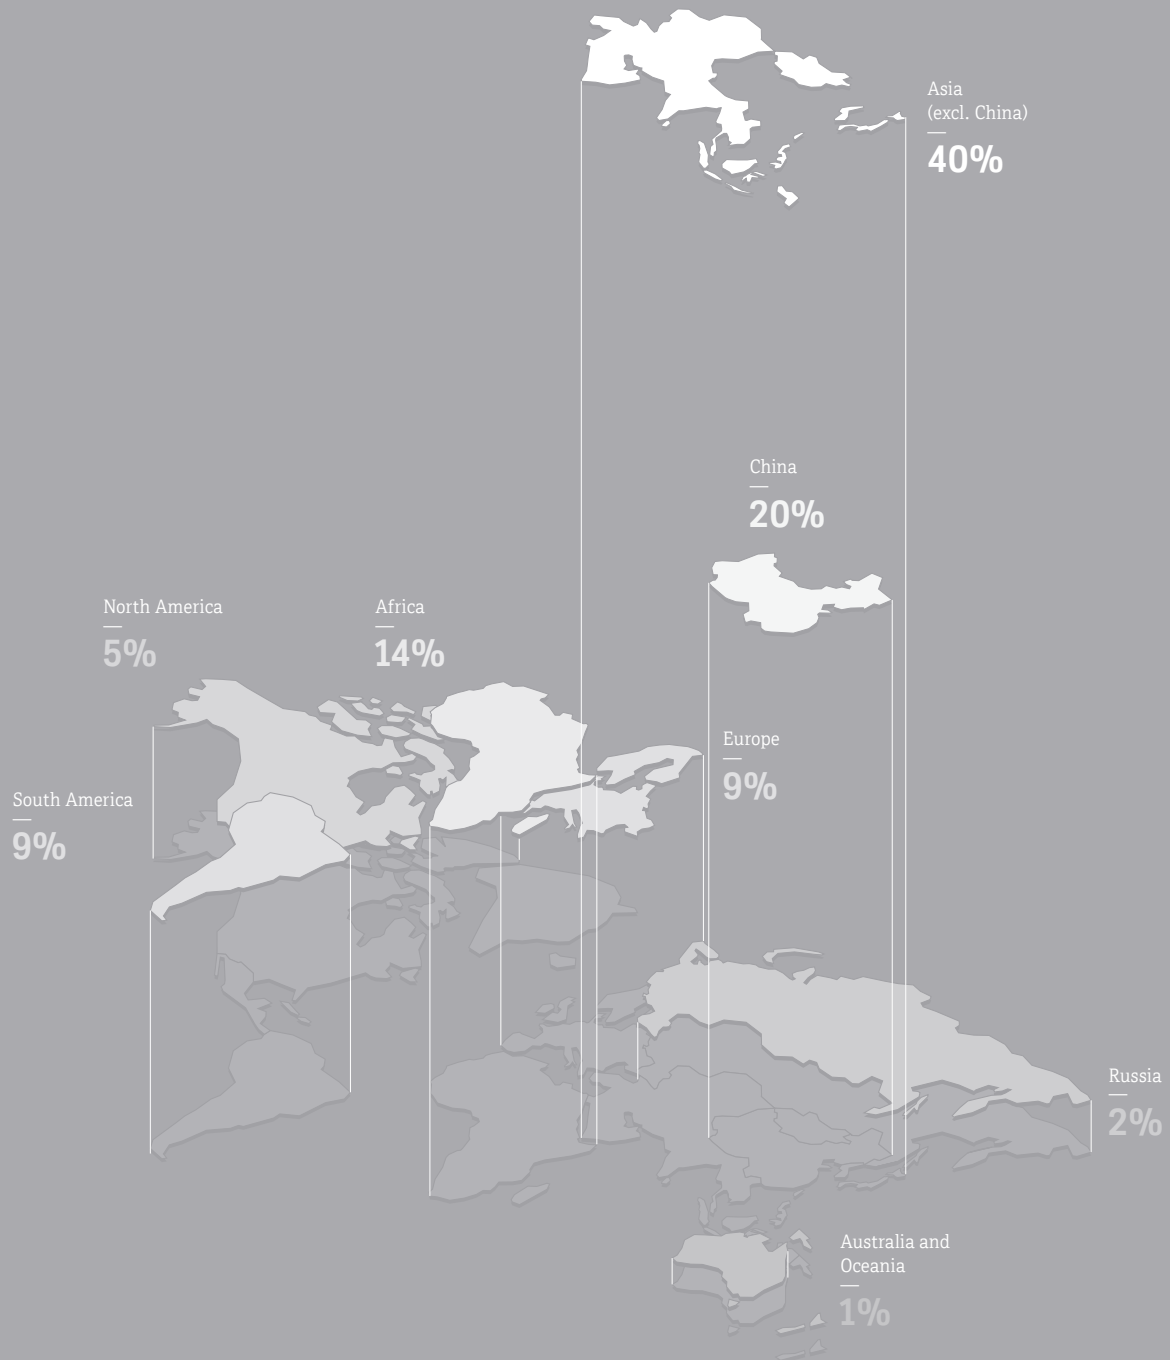 Asia
(excl. China)
40%
China
20%
North America
5%
Africa
14%
Europe
9%
South America
9%
Russia
2%
Australia and
Oceania
1%